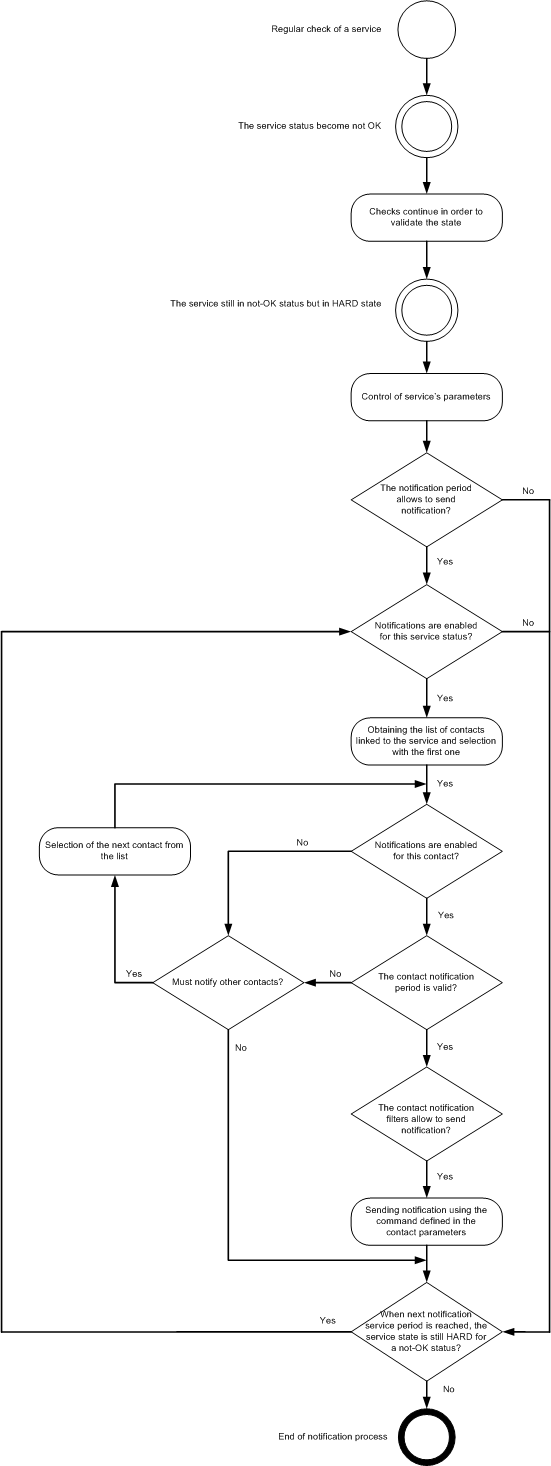 Regular check of a service
The service status become not OK
Checks continue in order to
validate the state
The service still in not-OK status but in HARD state
Control of service's parameters
The notification period
allows to send
notification?
No
Yes
Notifications are enabled
for this service status?
No
Yes
Obtaining the list of contacts
linked to the service and selection
with the first one
Yes
Selection of the next contact from
the list
No
Notifications are enabled
for this contact?
Yes
Yes
Must notify other contacts?
No
The contact notification
period is valid?
No
Yes
The contact notification
filters allow to send
notification?
Yes
Sending notification using the
command defined in the
contact parameters
Yes
When next notification
service period is reached, the
service state is still HARD for
a not-OK status?
No
End of notification process